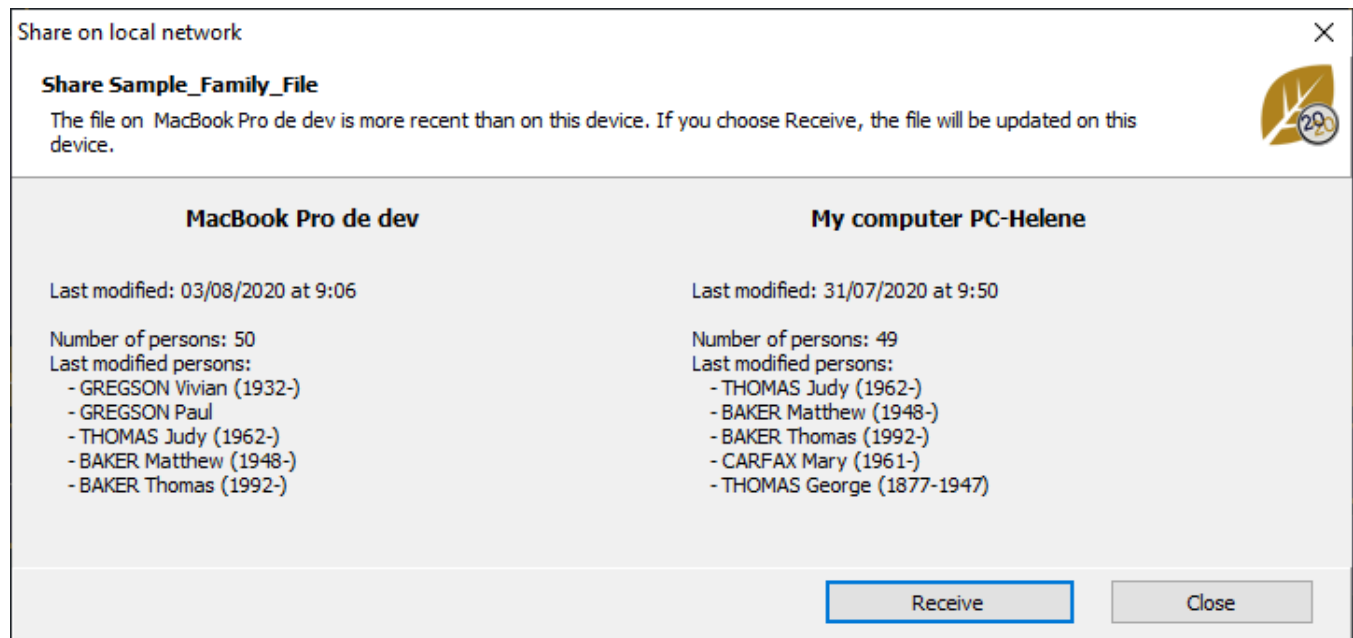 Share on local network
Share Sample_Family_File
The file on MacBook Pro de dev is more recent than on this device. If you choose Receive, the file will be updated on this
device.
2020
MacBook Pro de dev
Last modified: 03/08/2020 at 9:06
Number of persons: 50
Last modified persons:
- GREGSON Vivian (1932-)
- GREGSON Paul
- THOMAS Judy (1962-)
- BAKER Matthew (1948-)
- BAKER Thomas (1992-)
My computer PC-Helene
Last modified: 31/07/2020 at 9:50
Number of persons: 49
Last modified persons:
- THOMAS Judy (1962-)
- BAKER Matthew (1948-)
- BAKER Thomas (1992-)
- CARFAX Mary (1961-)
- THOMAS George (1877-1947)
Receive
Close